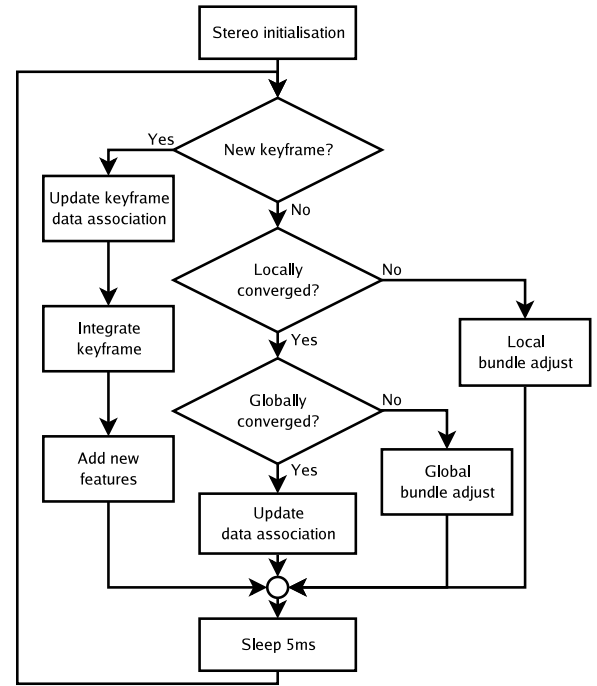 Stereo initialisation
New keyframe?
Yes
No
Update keyframe
data association
Locally
converged?
No
Yes
Integrate
keyframe
Local
bundle adjust
Globally
converged?
No
Yes
Add new
features
Global
bundle adjust
Update
data association
Sleep 5ms